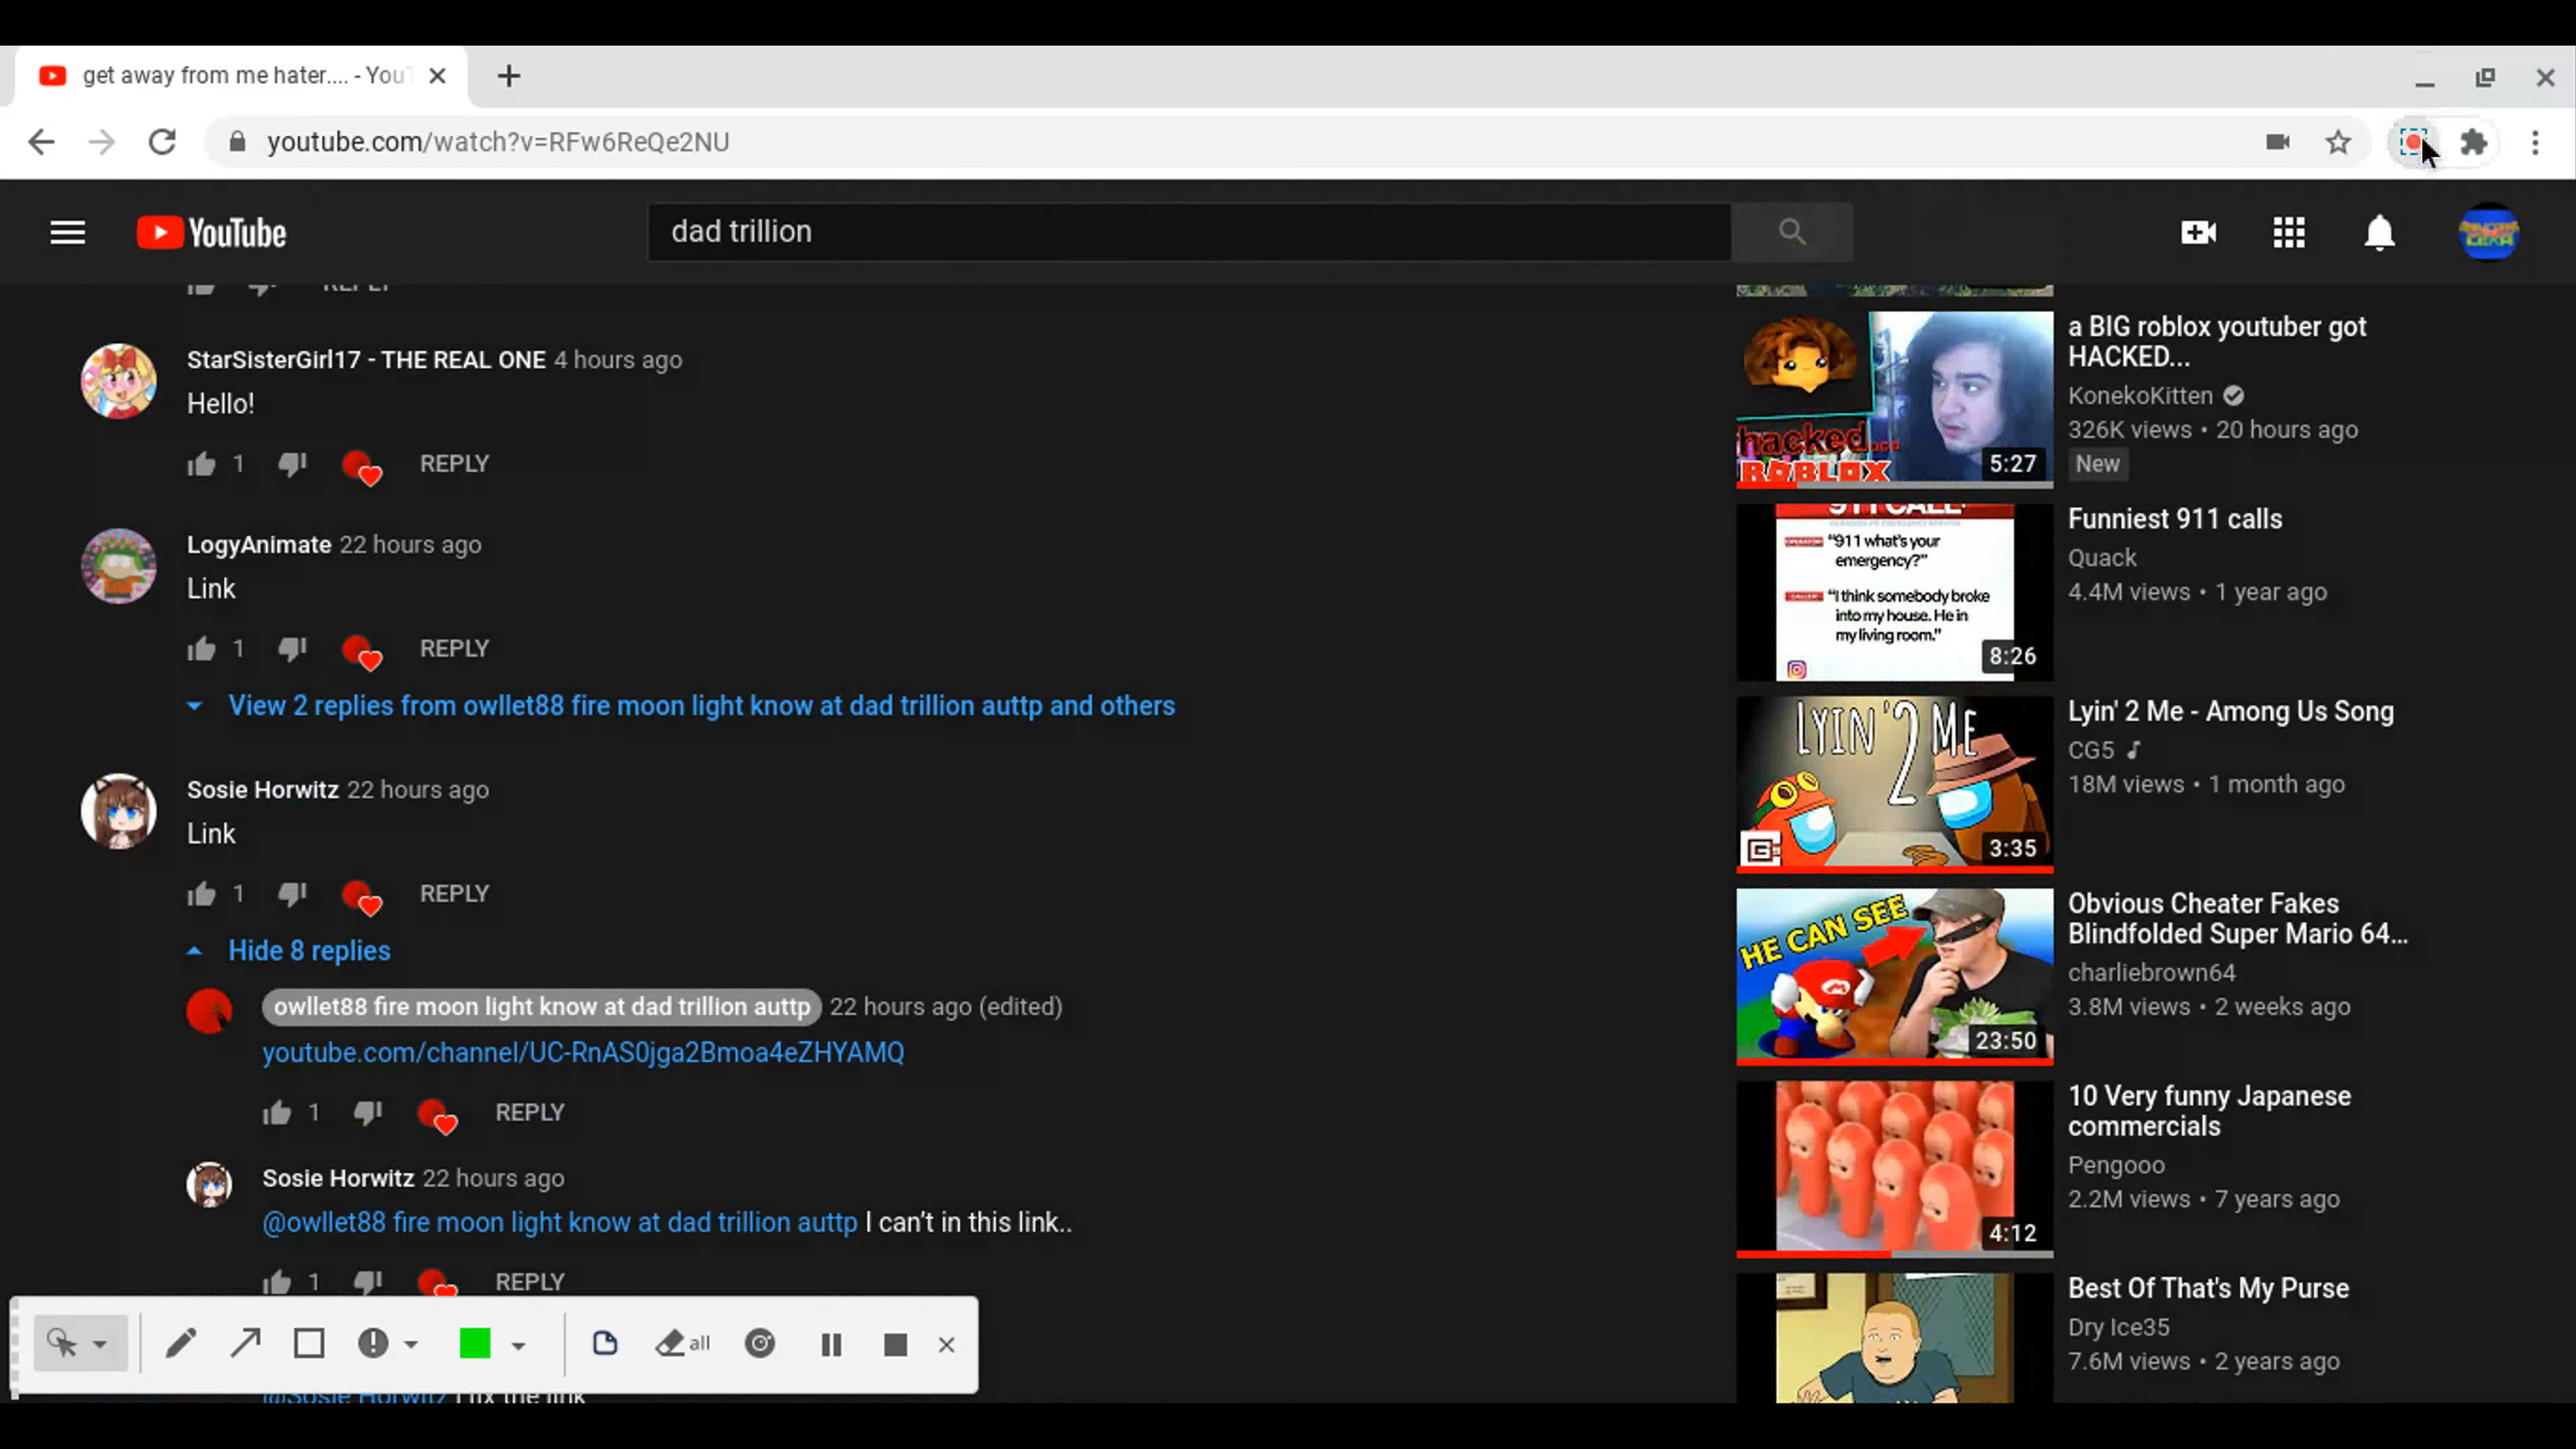 get away from me hater.... - You
youtube.com/watch?v=RFw6ReQe2NU
YouTube
dad trillion
REPLY
StarSisterGirl17 - THE REAL ONE 4 hours ago
Hello!
1 REPLY
LogyAnimate 22 hours ago
Link
1 REPLY
View 2 replies from owllet88 fire moon light know at dad trillion auttp and others
Sosie Horwitz 22 hours ago
Link
1 REPLY
Hide 8 replies
owllet88 fire moon light know at dad trillion auttp 22 hours ago (edited)
youtube.com/channel/UC-RnAS0jga2Bmoa4eZHYAMQ
1 REPLY
Sosie Horwitz 22 hours ago
@owllet88 fire moon light know at dad trillion auttp I can't in this link..
1 REPLY
all
@Sosie Horwitz I fix the link
hacked...
ROBLOX
5:27
a BIG roblox youtuber got
HACKED...
KonekoKitten
326K views • 20 hours ago
New
911 CALL
"911 what's your
emergency?"
"I think somebody broke
into my house. He in
my living room."
8:26
Funniest 911 calls
Quack
4.4M views • 1 year ago
LYIN' 2 ME
3:35
Lyin' 2 Me - Among Us Song
CG5
18M views • 1 month ago
HE CAN SEE
23:50
Obvious Cheater Fakes
Blindfolded Super Mario 64...
charliebrown64
3.8M views • 2 weeks ago
4:12
10 Very funny Japanese
commercials
Pengooo
2.2M views • 7 years ago
Best Of That's My Purse
Dry Ice35
7.6M views • 2 years ago